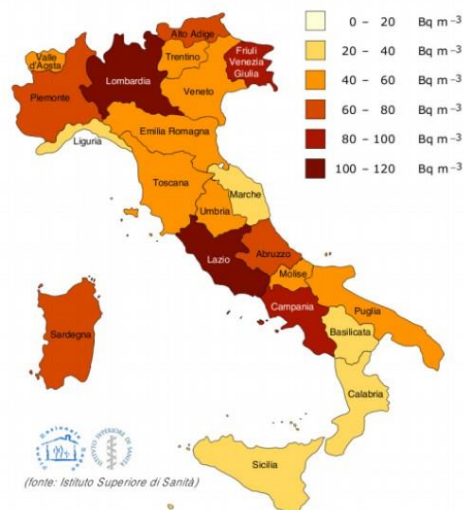 0 – 20 Bq m⁻³
20 – 40 Bq m⁻³
40 – 60 Bq m⁻³
60 – 80 Bq m⁻³
80 – 100 Bq m⁻³
100 – 120 Bq m⁻³
Alto Adige
Valle d'Aosta
Trentino
Friuli Venezia Giulia
Lombardia
Veneto
Piemonte
Emilia Romagna
Liguria
Toscana
Marche
Umbria
Lazio
Abruzzo
Molise
Campania
Puglia
Basilicata
Sardegna
Calabria
Sicilia
(fonte: Istituto Superiore di Sanità)